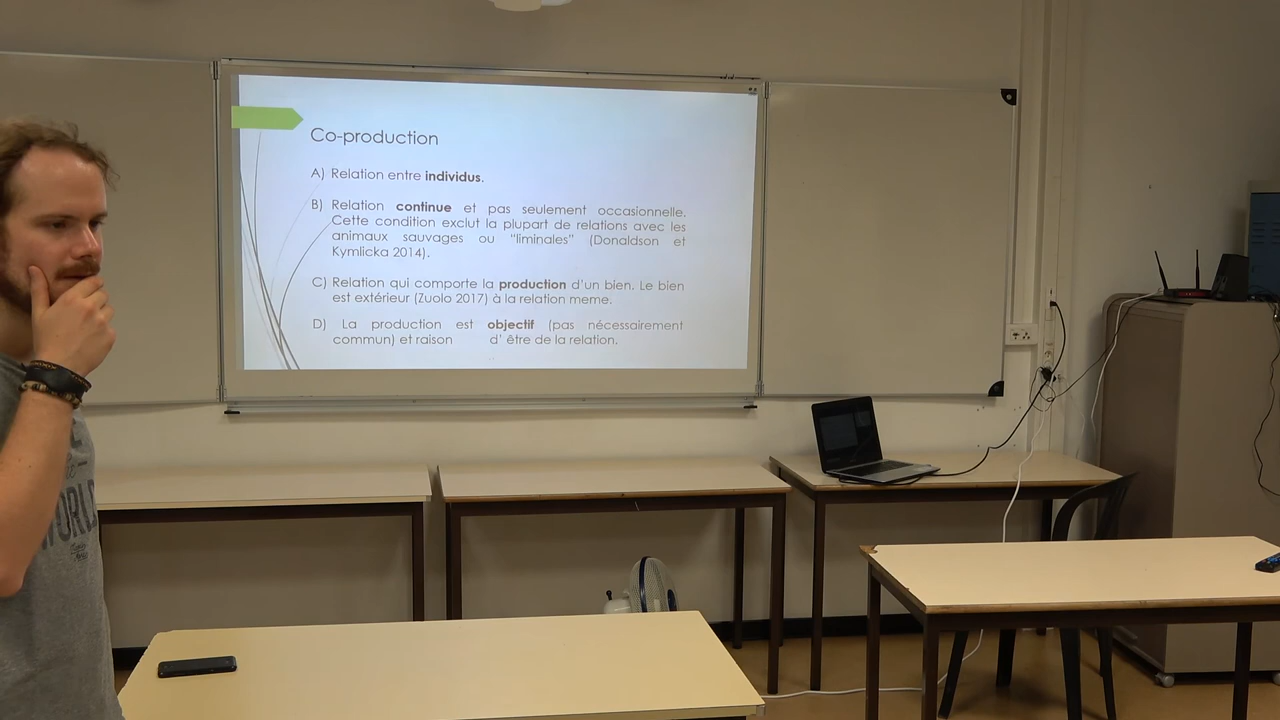 Co-production
A) Relation entre individus.
B) Relation continue et pas seulement occasionnelle.
Cette condition exclut la plupart de relations avec les
animaux sauvages ou "liminales" (Donaldson et
Kymlicka 2014).
C) Relation qui comporte la production d'un bien. Le bien
est extérieur (Zuolo 2017) à la relation meme.
D) La production est objectif (pas nécessairement
commun) et raison d' être de la relation.
WORLD